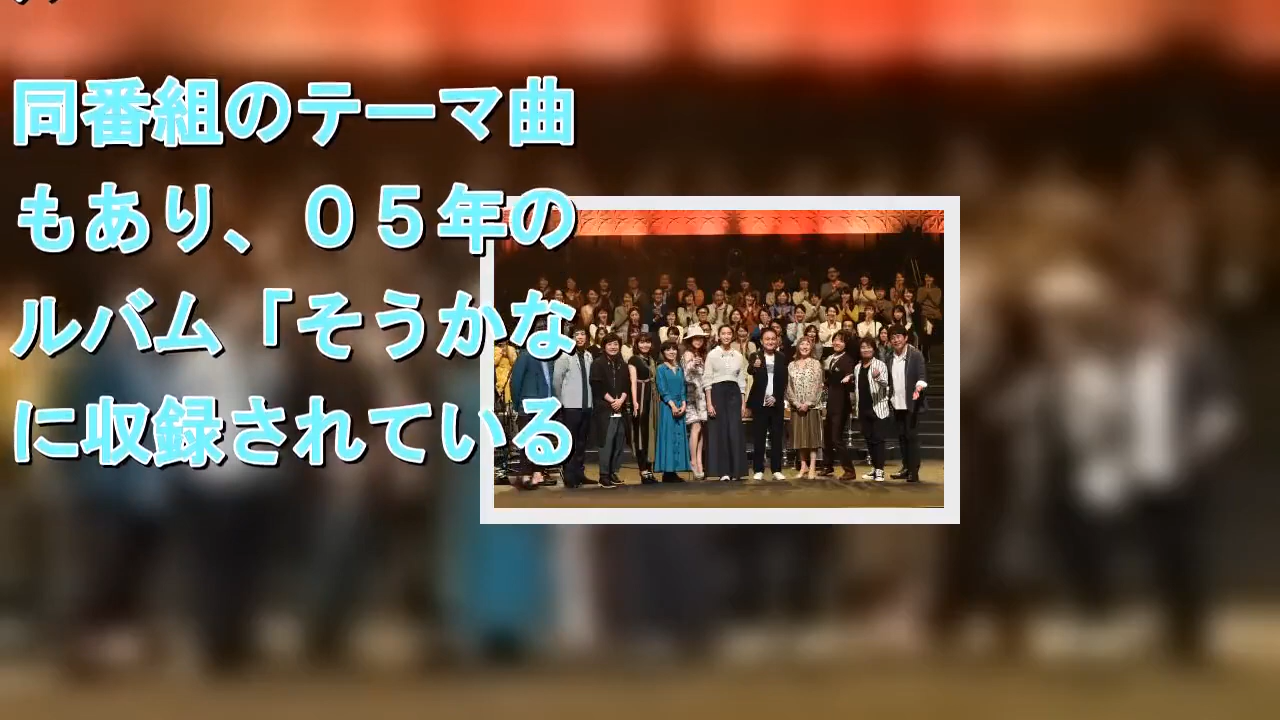 同番組のテーマ曲
もあり、０５年の
ルバム「そうかな
に収録されている